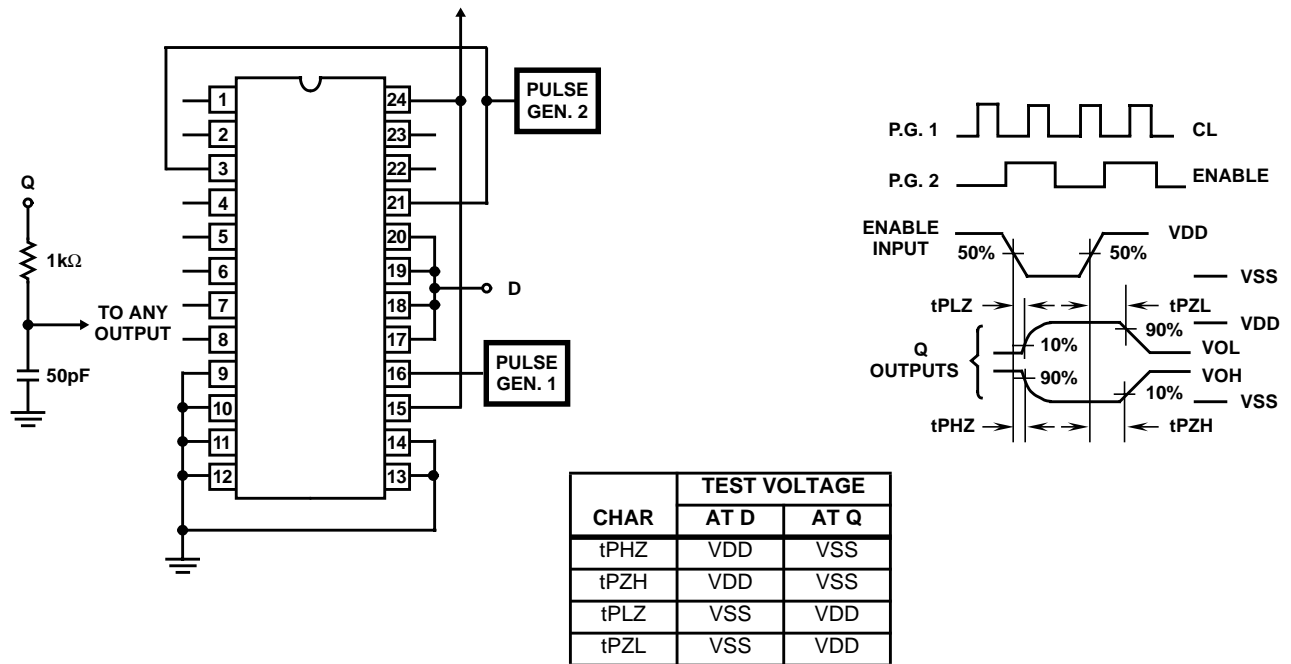 PULSE
GEN. 2
1
2
3
4
5
6
7
8
9
10
11
12
24
23
22
21
20
19
18
17
16
15
14
13
Q
1kΩ
50pF
TO ANY
OUTPUT
D
PULSE
GEN. 1
P.G. 1
CL
P.G. 2
ENABLE
ENABLE
INPUT
50%
50%
VDD
VSS
tPLZ
tPZL
Q
OUTPUTS
10%
90%
VDD
VOL
90%
10%
VOH
VSS
tPHZ
tPZH
TEST VOLTAGE
CHAR AT D AT Q
tPHZ VDD VSS
tPZH VDD VSS
tPLZ VSS VDD
tPZL VSS VDD